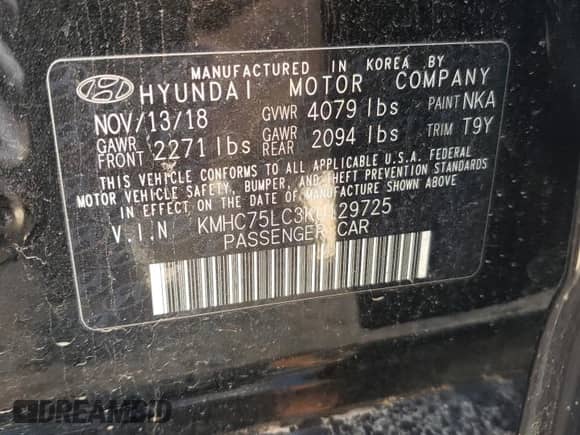 MANUFACTURED IN KOREA BY
HYUNDAI MOTOR COMPANY
NOV/13/18 GVWR 4079 lbs PAINT NKA
GAWR FRONT 2271 lbs GAWR REAR 2094 lbs TRIM T9Y
THIS VEHICLE CONFORMS TO ALL APPLICABLE U.S.A. FEDERAL
MOTOR VEHICLE SAFETY, BUMPER, AND THEFT PREVENTION STANDARDS
IN EFFECT ON THE DATE OF MANUFACTURE SHOWN ABOVE
V.I.N KMHC75LC3KU129725
PASSENGER CAR
DREAMBID